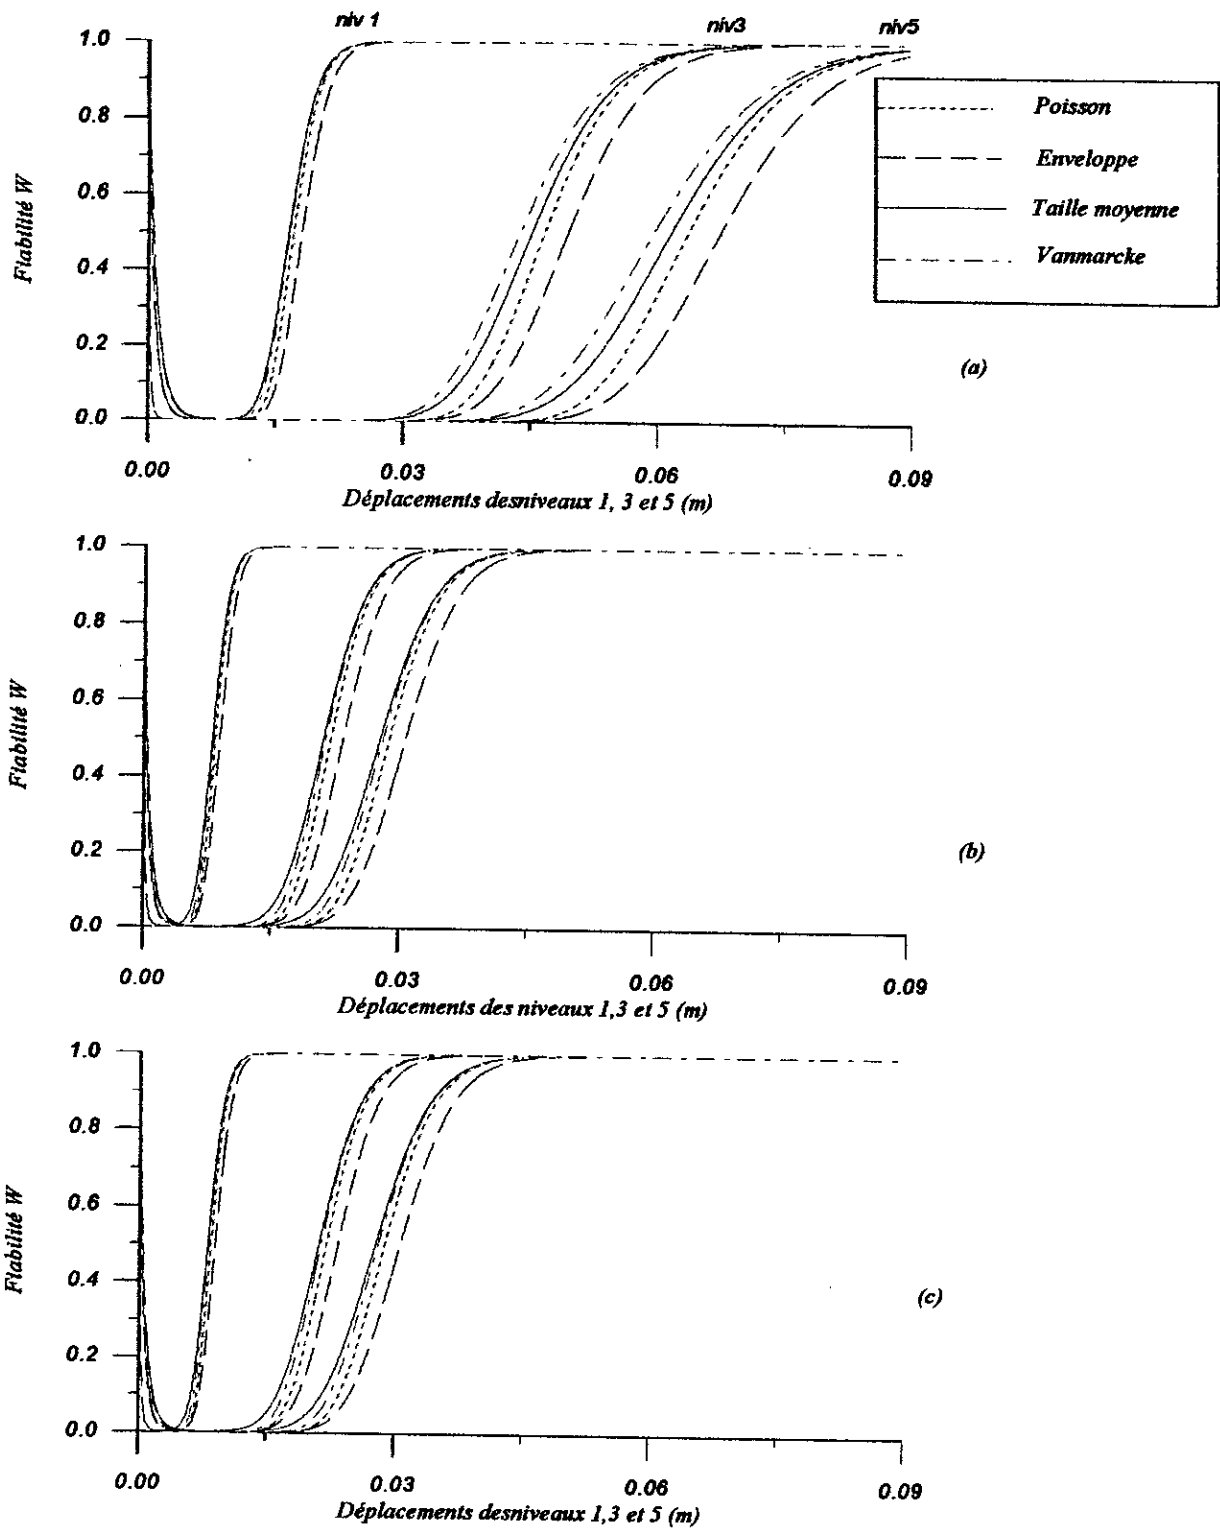 niv 1 niv3 niv5
1.0
0.8
0.6
0.4
0.2
0.0
Fiabilité W
Poisson
Enveloppe
Taille moyenne
Vanmarcke
(a)
0.00 0.03 0.06 0.09
Déplacements desniveaux 1, 3 et 5 (m)
1.0
0.8
0.6
0.4
0.2
0.0
Fiabilité W
(b)
0.00 0.03 0.06 0.09
Déplacements des niveaux 1,3 et 5 (m)
1.0
0.8
0.6
0.4
0.2
0.0
Fiabilité W
(c)
0.00 0.03 0.06 0.09
Déplacements desniveaux 1,3 et 5 (m)